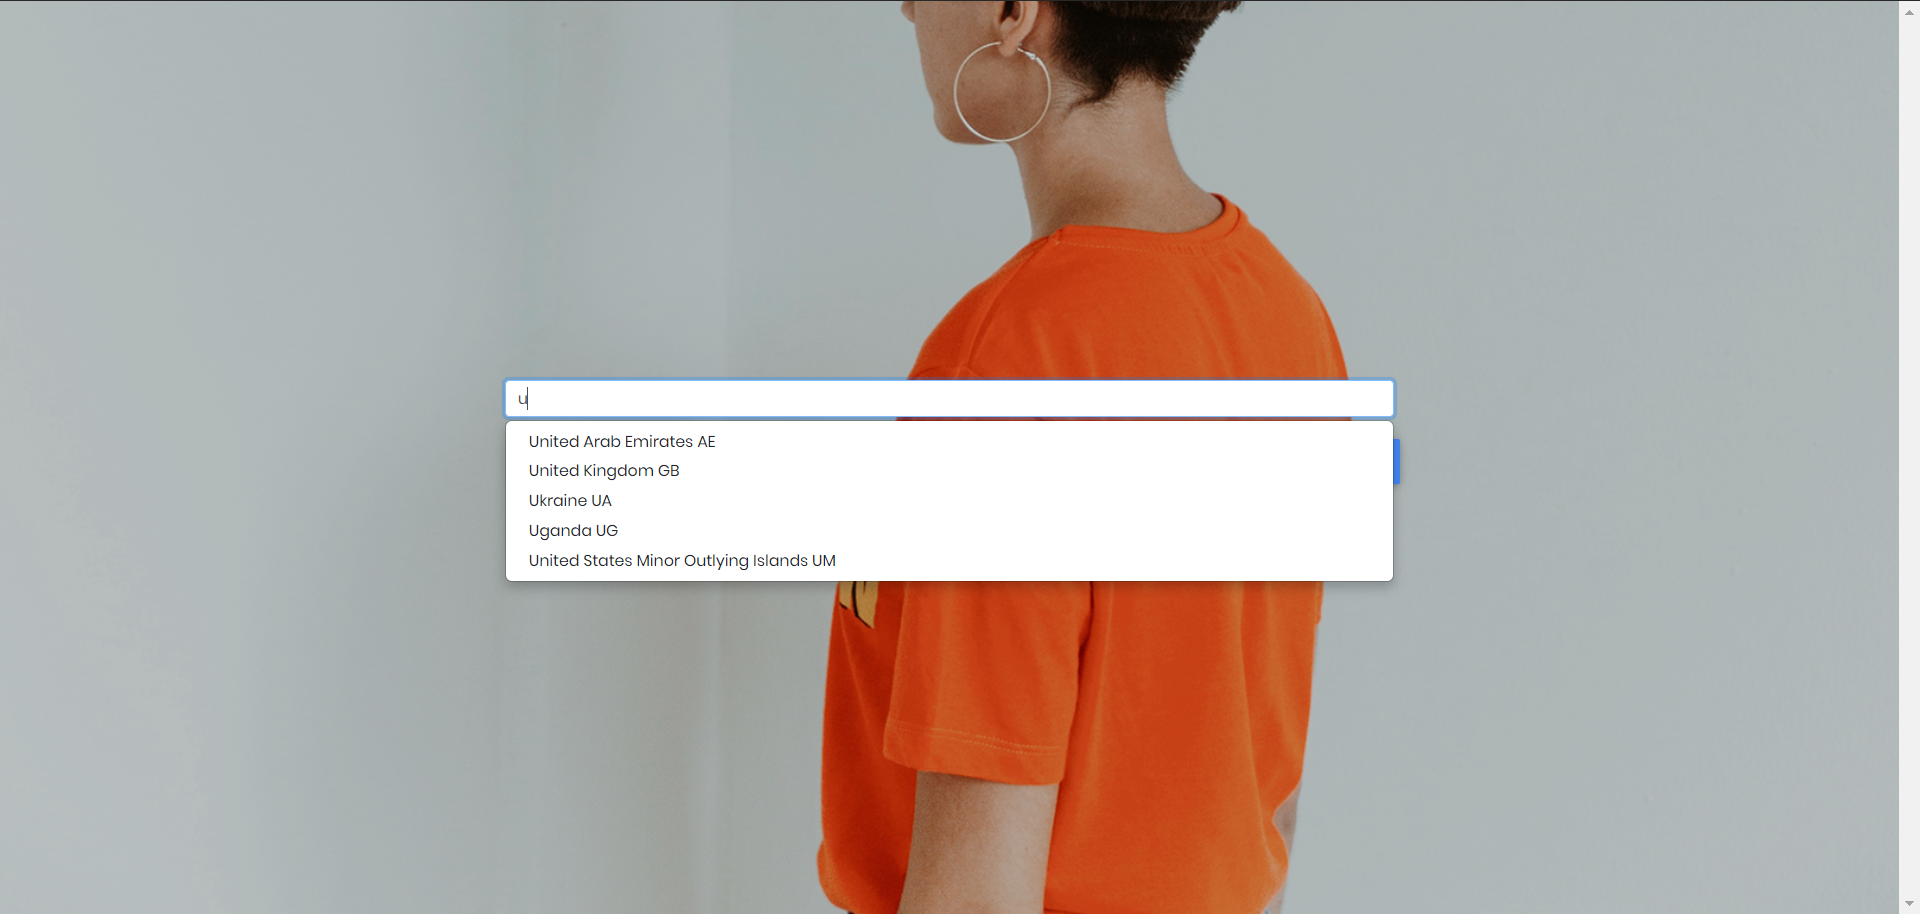 u
United Arab Emirates AE
United Kingdom GB
Ukraine UA
Uganda UG
United States Minor Outlying Islands UM